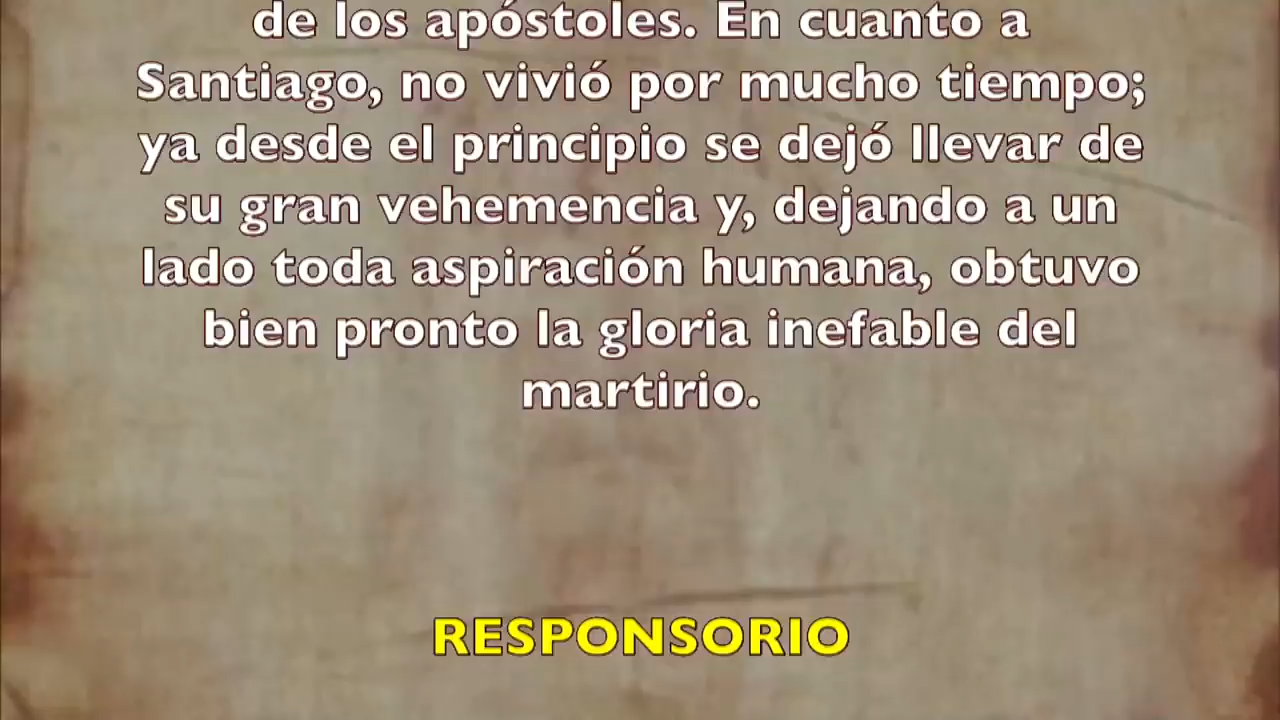 de los apóstoles. En cuanto a
Santiago, no vivió por mucho tiempo;
ya desde el principio se dejó llevar de
su gran vehemencia y, dejando a un
lado toda aspiración humana, obtuvo
bien pronto la gloria inefable del
martirio.
RESPONSORIO